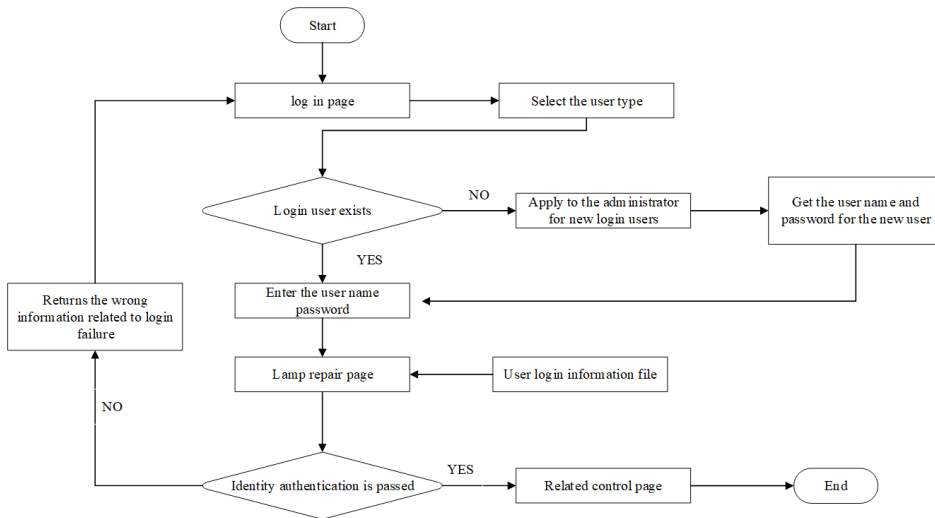 Start
log in page
Select the user type
Login user exists
NO
Apply to the administrator
for new login users
Get the user name and
password for the new user
YES
Enter the user name
password
Returns the wrong
information related to login
failure
Lamp repair page
User login information file
NO
Identity authentication is passed
YES
Related control page
End